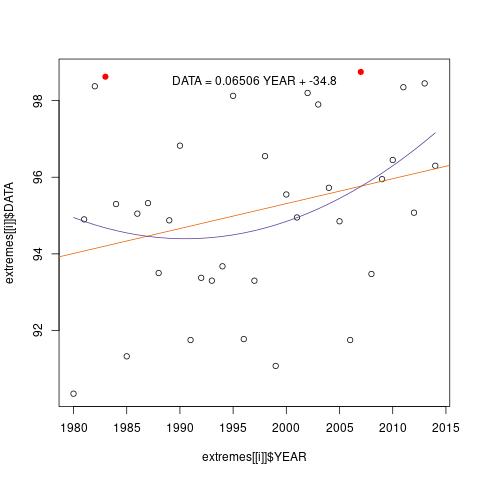 DATA = 0.06506 YEAR + -34.8
98
96
94
92
extremes[[i]]$DATA
1980 1985 1990 1995 2000 2005 2010 2015
extremes[[i]]$YEAR